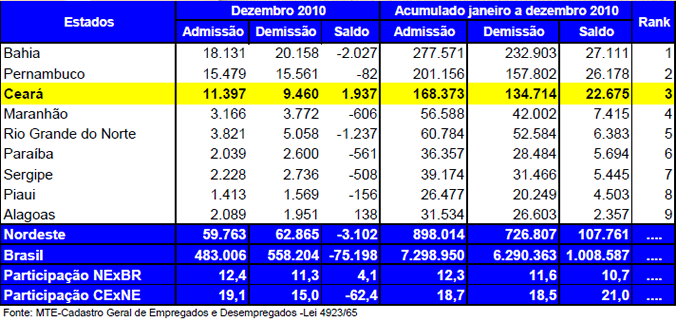 Estados Dezembro 2010 Acumulado janeiro a dezembro 2010 Rank
Admissão Demissão Saldo Admissão Demissão Saldo
Bahia 18.131 20.158 -2.027 277.571 232.903 27.111 1
Pernambuco 15.479 15.561 -82 201.156 157.802 26.178 2
Ceará 11.397 9.460 1.937 168.373 134.714 22.675 3
Maranhão 3.166 3.772 -606 56.588 42.002 7.415 4
Rio Grande do Norte 3.821 5.058 -1.237 60.784 52.584 6.383 5
Paraíba 2.039 2.600 -561 36.357 28.484 5.694 6
Sergipe 2.228 2.736 -508 39.174 31.466 5.445 7
Piaui 1.413 1.569 -156 26.477 20.249 4.503 8
Alagoas 2.089 1.951 138 31.534 26.603 2.357 9
Nordeste 59.763 62.865 -3.102 898.014 726.807 107.761 ....
Brasil 483.006 558.204 -75.198 7.298.950 6.290.363 1.008.587 ....
Participação NExBR 12,4 11,3 4,1 12,3 11,6 10,7 ....
Participação CExNE 19,1 15,0 -62,4 18,7 18,5 21,0 ....
Fonte: MTE-Cadastro Geral de Empregados e Desempregados -Lei 4923/65